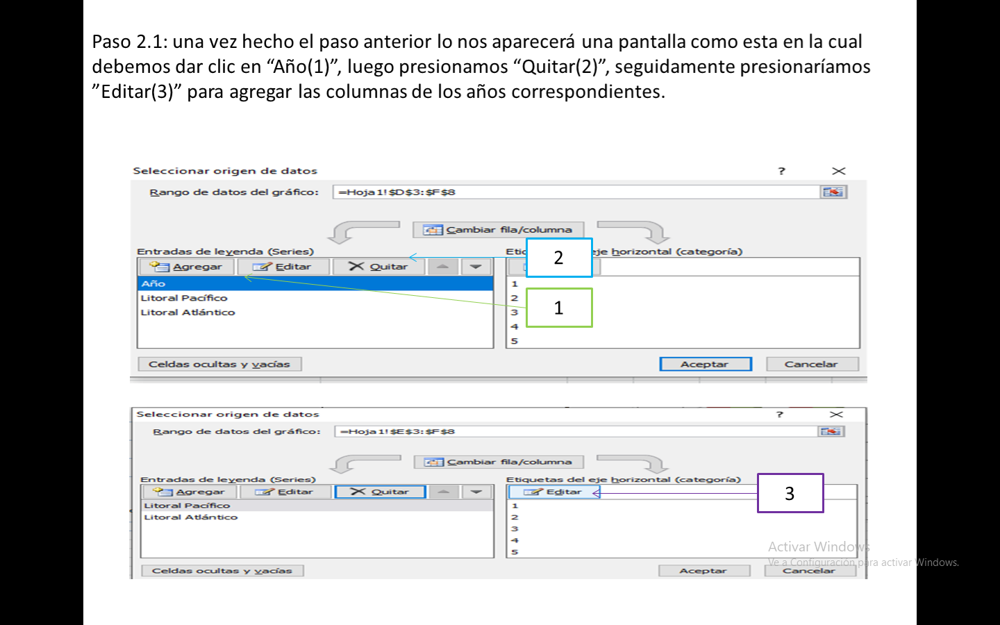 Paso 2.1: una vez hecho el paso anterior lo nos aparecerá una pantalla como esta en la cual
debemos dar clic en “Año(1)”, luego presionamos “Quitar(2)”, seguidamente presionaríamos
”Editar(3)” para agregar las columnas de los años correspondientes.
Seleccionar origen de datos ?
Rango de datos del gráfico: =Hoja1!$D$3:$F$8
Cambiar fila/columna
Entradas de leyenda (Series)
eje horizontal (categoría)
2
Agregar Editar Quitar
Año
Litoral Pacífico
Litoral Atlántico
1
2
3
4
5
1
Celdas ocultas y vacías
Aceptar Cancelar
Seleccionar origen de datos ?
Rango de datos del gráfico: =Hoja1!$E$3:$F$8
Cambiar fila/columna
Entradas de leyenda (Series)
Etiquetas del eje horizontal (categoría)
Agregar Editar Quitar
Editar
3
Litoral Pacífico
Litoral Atlántico
1
2
3
4
5
Celdas ocultas y vacías
Aceptar Cancelar
Activar Windows
Ve a Configuración para activar Windows.